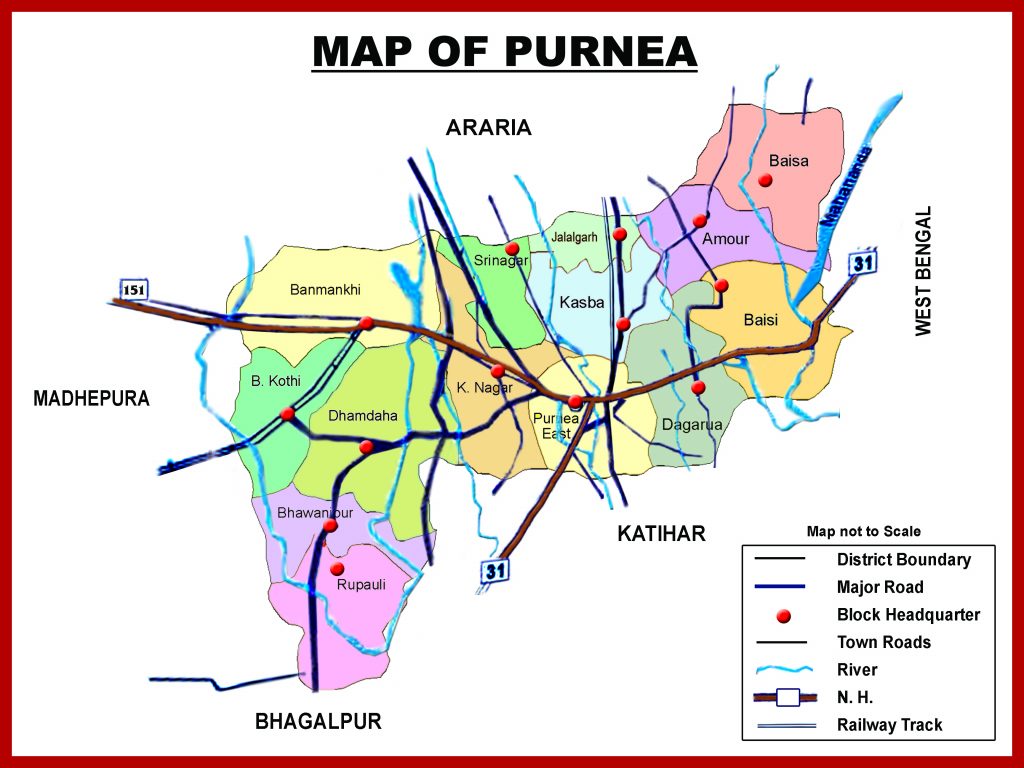 MAP OF PURNEA
ARARIA
Baisa
Mahananda
WEST BENGAL
Jalalgarh
Amour
Srinagar
31
151
Banmankhi
Kasba
Baisi
B. Kothi
K. Nagar
MADHEPURA
Dhamdaha
Purnea
East
Dagarua
Bhawanipur
KATIHAR
31
Rupauli
BHAGALPUR
Map not to Scale
District Boundary
Major Road
Block Headquarter
Town Roads
River
N. H.
Railway Track